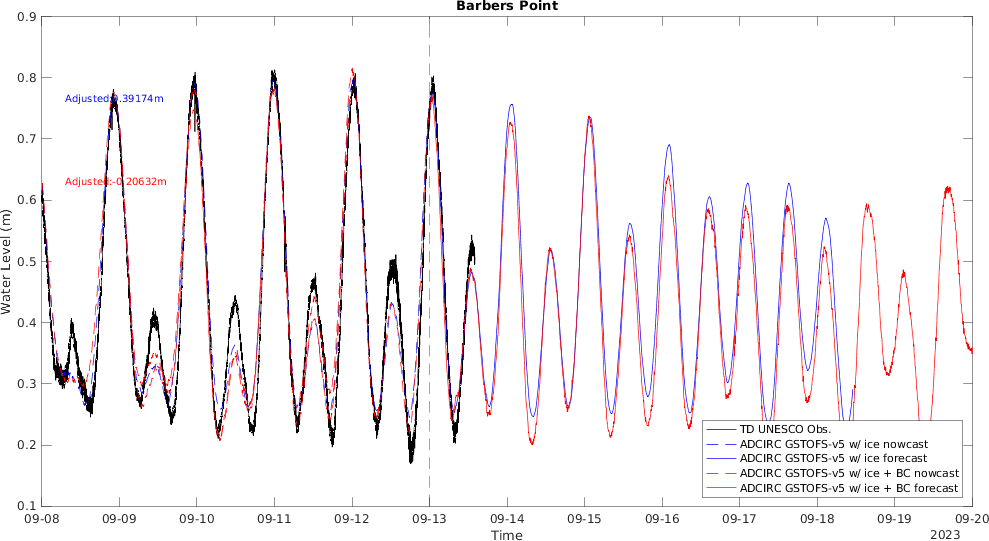 Barbers Point
0.9
0.8
0.7
0.6
0.5
0.4
0.3
0.2
0.1
Water Level (m)
Adjusted:0.39174m
Adjusted:-0.20632m
TD UNESCO Obs.
ADCIRC GSTOFS-v5 w/ ice nowcast
ADCIRC GSTOFS-v5 w/ ice forecast
ADCIRC GSTOFS-v5 w/ ice + BC nowcast
ADCIRC GSTOFS-v5 w/ ice + BC forecast
09-08 09-09 09-10 09-11 09-12 09-13 09-14 09-15 09-16 09-17 09-18 09-19 09-20
Time
2023